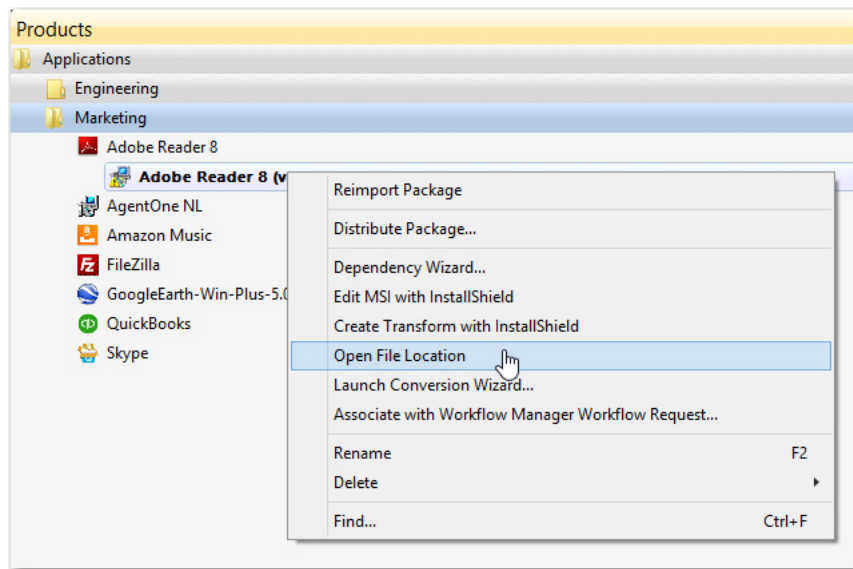 Products
Applications
Engineering
Marketing
Adobe Reader 8
Adobe Reader 8 (v
AgentOne NL
Amazon Music
FileZilla
GoogleEarth-Win-Plus-5.0
QuickBooks
Skype
Reimport Package
Distribute Package...
Dependency Wizard...
Edit MSI with InstallShield
Create Transform with InstallShield
Open File Location
Launch Conversion Wizard...
Associate with Workflow Manager Workflow Request...
Rename F2
Delete
Find... Ctrl+F